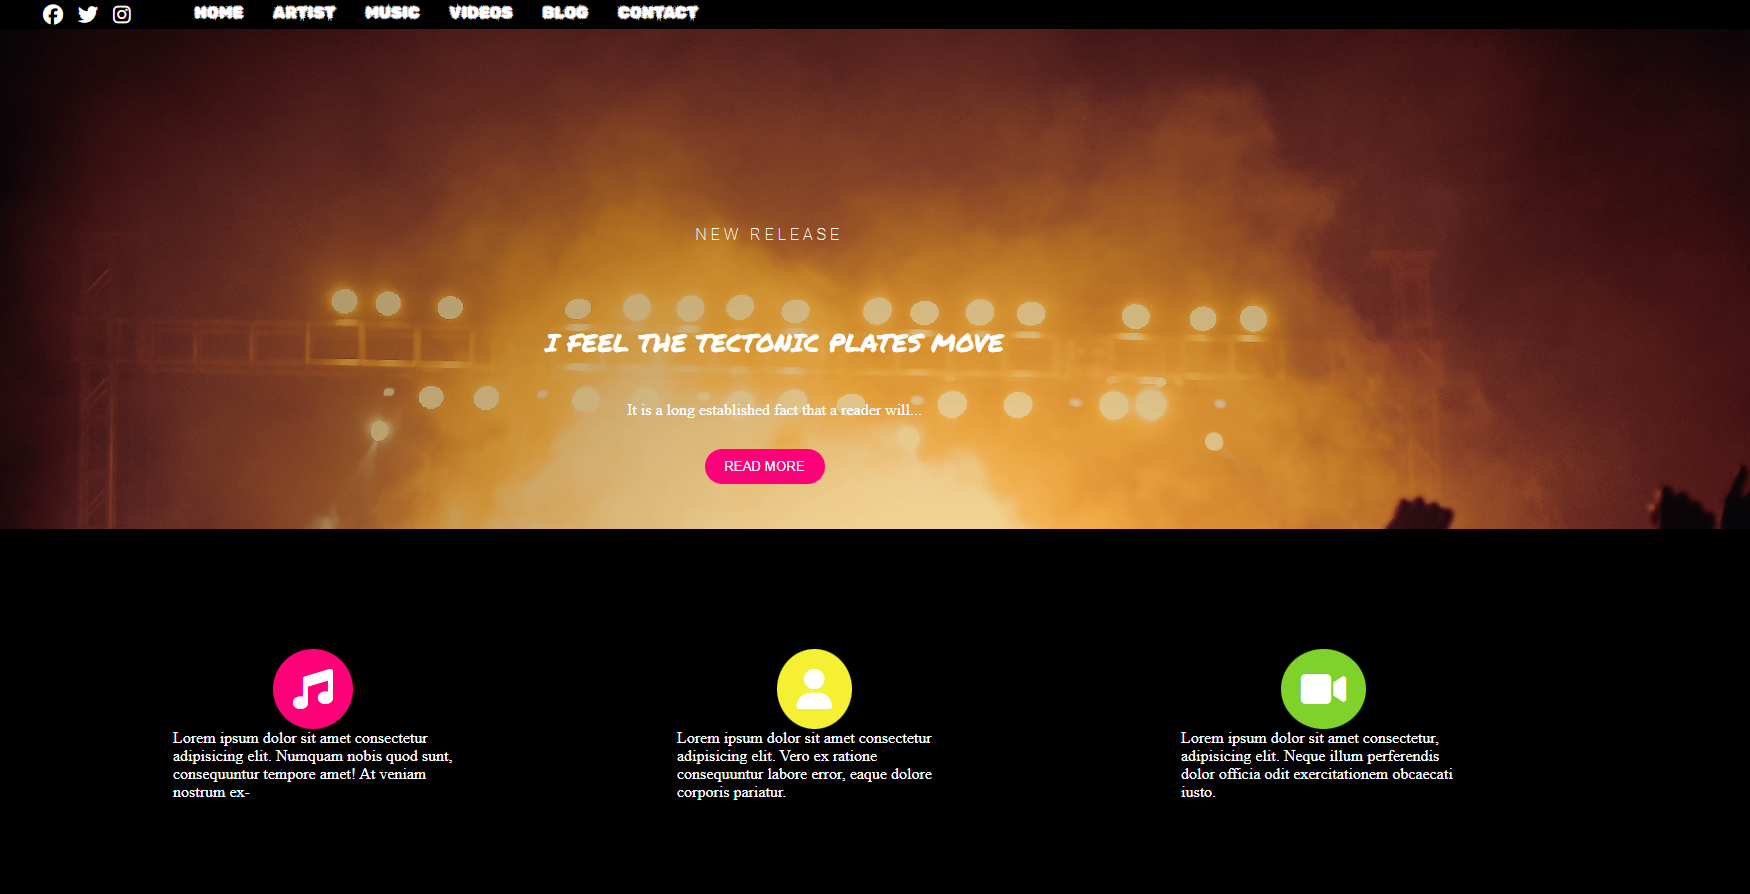 HOME ARTIST MUSIC VIDEOS BLOG CONTACT
NEW RELEASE
I FEEL THE TECTONIC PLATES MOVE
It is a long established fact that a reader will...
READ MORE
Lorem ipsum dolor sit amet consectetur
adipisicing elit. Numquam nobis quod sunt,
consequuntur tempore amet! At veniam
nostrum ex-
Lorem ipsum dolor sit amet consectetur
adipisicing elit. Vero ex ratione
consequuntur labore error, eaque dolore
corporis pariatur.
Lorem ipsum dolor sit amet consectetur,
adipisicing elit. Neque illum perferendis
dolor officia odit exercitationem obcaecati
iusto.